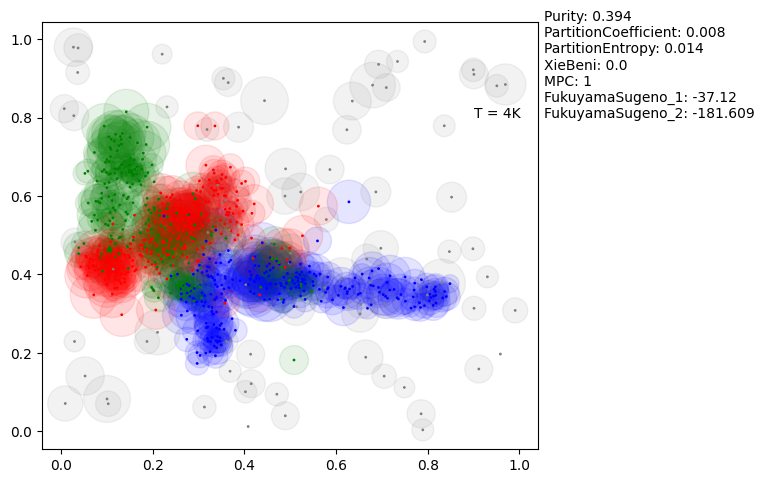 Purity: 0.394
PartitionCoefficient: 0.008
PartitionEntropy: 0.014
XieBeni: 0.0
MPC: 1
FukuyamaSugeno_1: -37.12
FukuyamaSugeno_2: -181.609
T = 4K
1.0
0.8
0.6
0.4
0.2
0.0
0.0 0.2 0.4 0.6 0.8 1.0